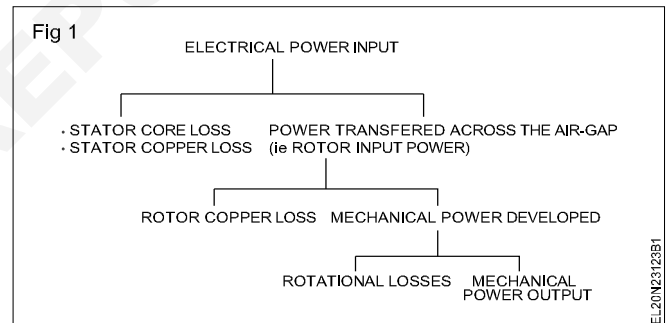 Fig 1
ELECTRICAL POWER INPUT
• STATOR CORE LOSS
• STATOR COPPER LOSS
POWER TRANSFERED ACROSS THE AIR-GAP
(ie ROTOR INPUT POWER)
ROTOR COPPER LOSS
MECHANICAL POWER DEVELOPED
ROTATIONAL LOSSES
MECHANICAL
POWER OUTPUT
EL20N23123B1